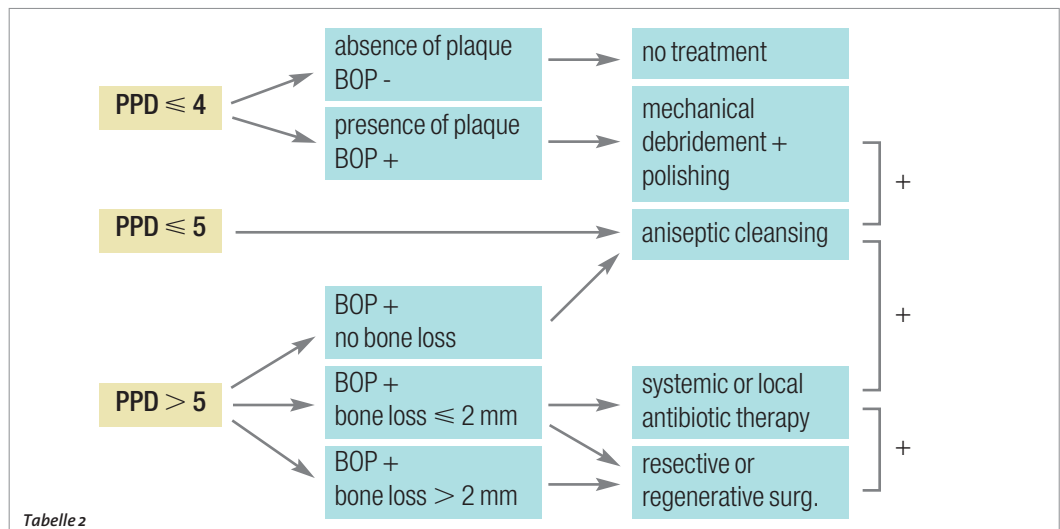 absence of plaque
BOP -
no treatment
PPD ⩽ 4
presence of plaque
BOP +
mechanical
debridement +
polishing
+
PPD ⩽ 5
aniseptic cleansing
BOP +
no bone loss
+
PPD > 5
BOP +
bone loss ⩽ 2 mm
systemic or local
antibiotic therapy
BOP +
bone loss > 2 mm
resective or
regenerative surg.
+
Tabelle 2